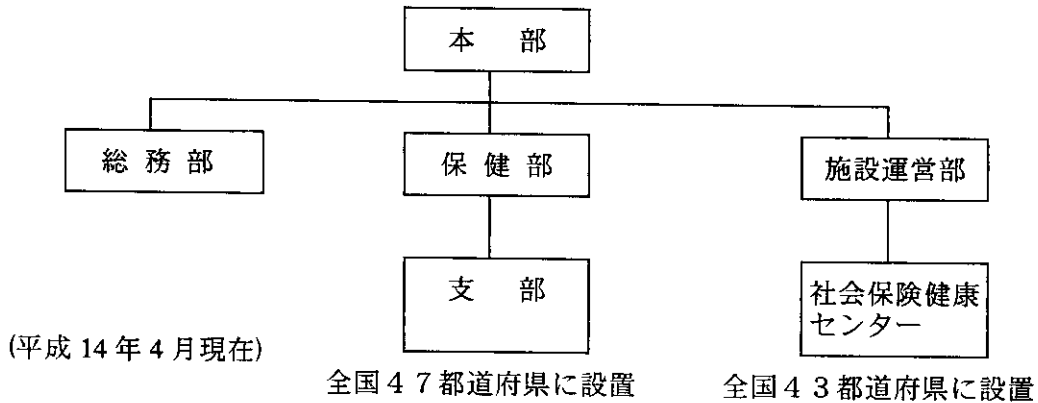 本 部
総 務 部
保 健 部
施設運営部
支 部
社会保険健康
センター
(平成 14 年 4 月現在)
全国４７都道府県に設置
全国４３都道府県に設置